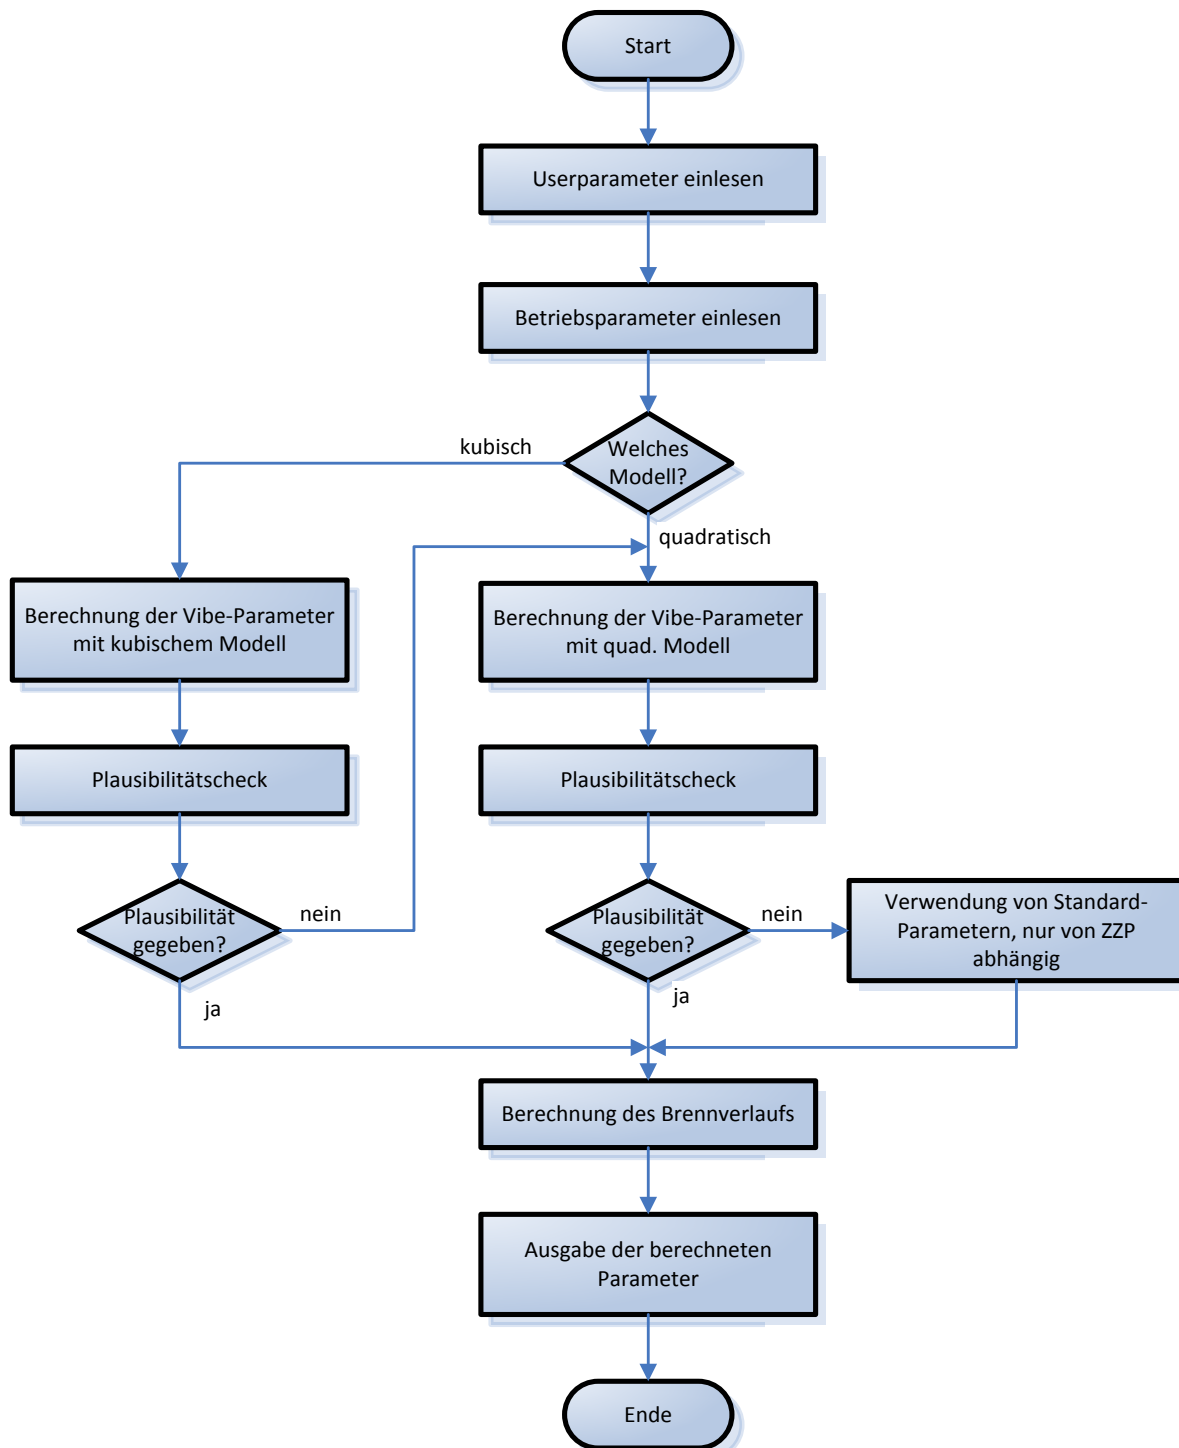 Start
Userparameter einlesen
Betriebsparameter einlesen
kubisch
Welches
Modell?
quadratisch
Berechnung der Vibe-Parameter
mit kubischem Modell
Berechnung der Vibe-Parameter
mit quad. Modell
Plausibilitätscheck
Plausibilitätscheck
Plausibilität
gegeben?
nein
Plausibilität
gegeben?
nein
Verwendung von Standard-
Parametern, nur von ZZP
abhängig
ja
ja
Berechnung des Brennverlaufs
Ausgabe der berechneten
Parameter
Ende